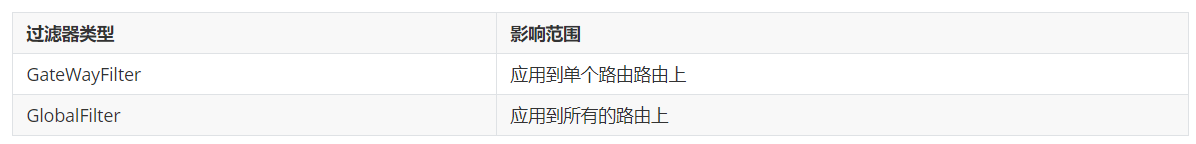 过滤器类型 影响范围
GateWayFilter 应用到单个路由路由上
GlobalFilter 应用到所有的路由上